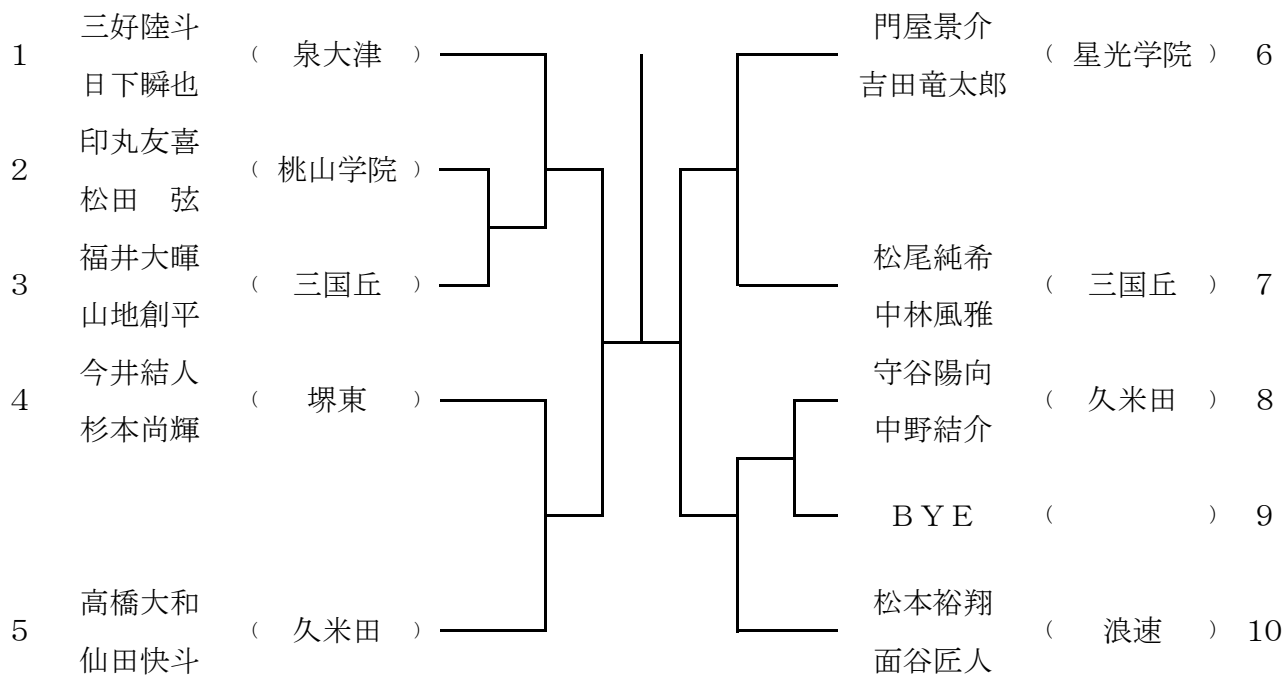 三好陸斗
1 （ 泉大津 ）
日下瞬也
印丸友喜
2 （ 桃山学院 ）
松田　弦
福井大暉
3 （ 三国丘 ）
山地創平
今井結人
4 （ 堺東 ）
杉本尚輝
高橋大和
5 （ 久米田 ）
仙田快斗
門屋景介
（ 星光学院 ） 6
吉田竜太郎
松尾純希
（ 三国丘 ） 7
中林風雅
守谷陽向
（ 久米田 ） 8
中野結介
ＢＹＥ （　　　） 9
松本裕翔
（ 浪速 ） 10
面谷匠人